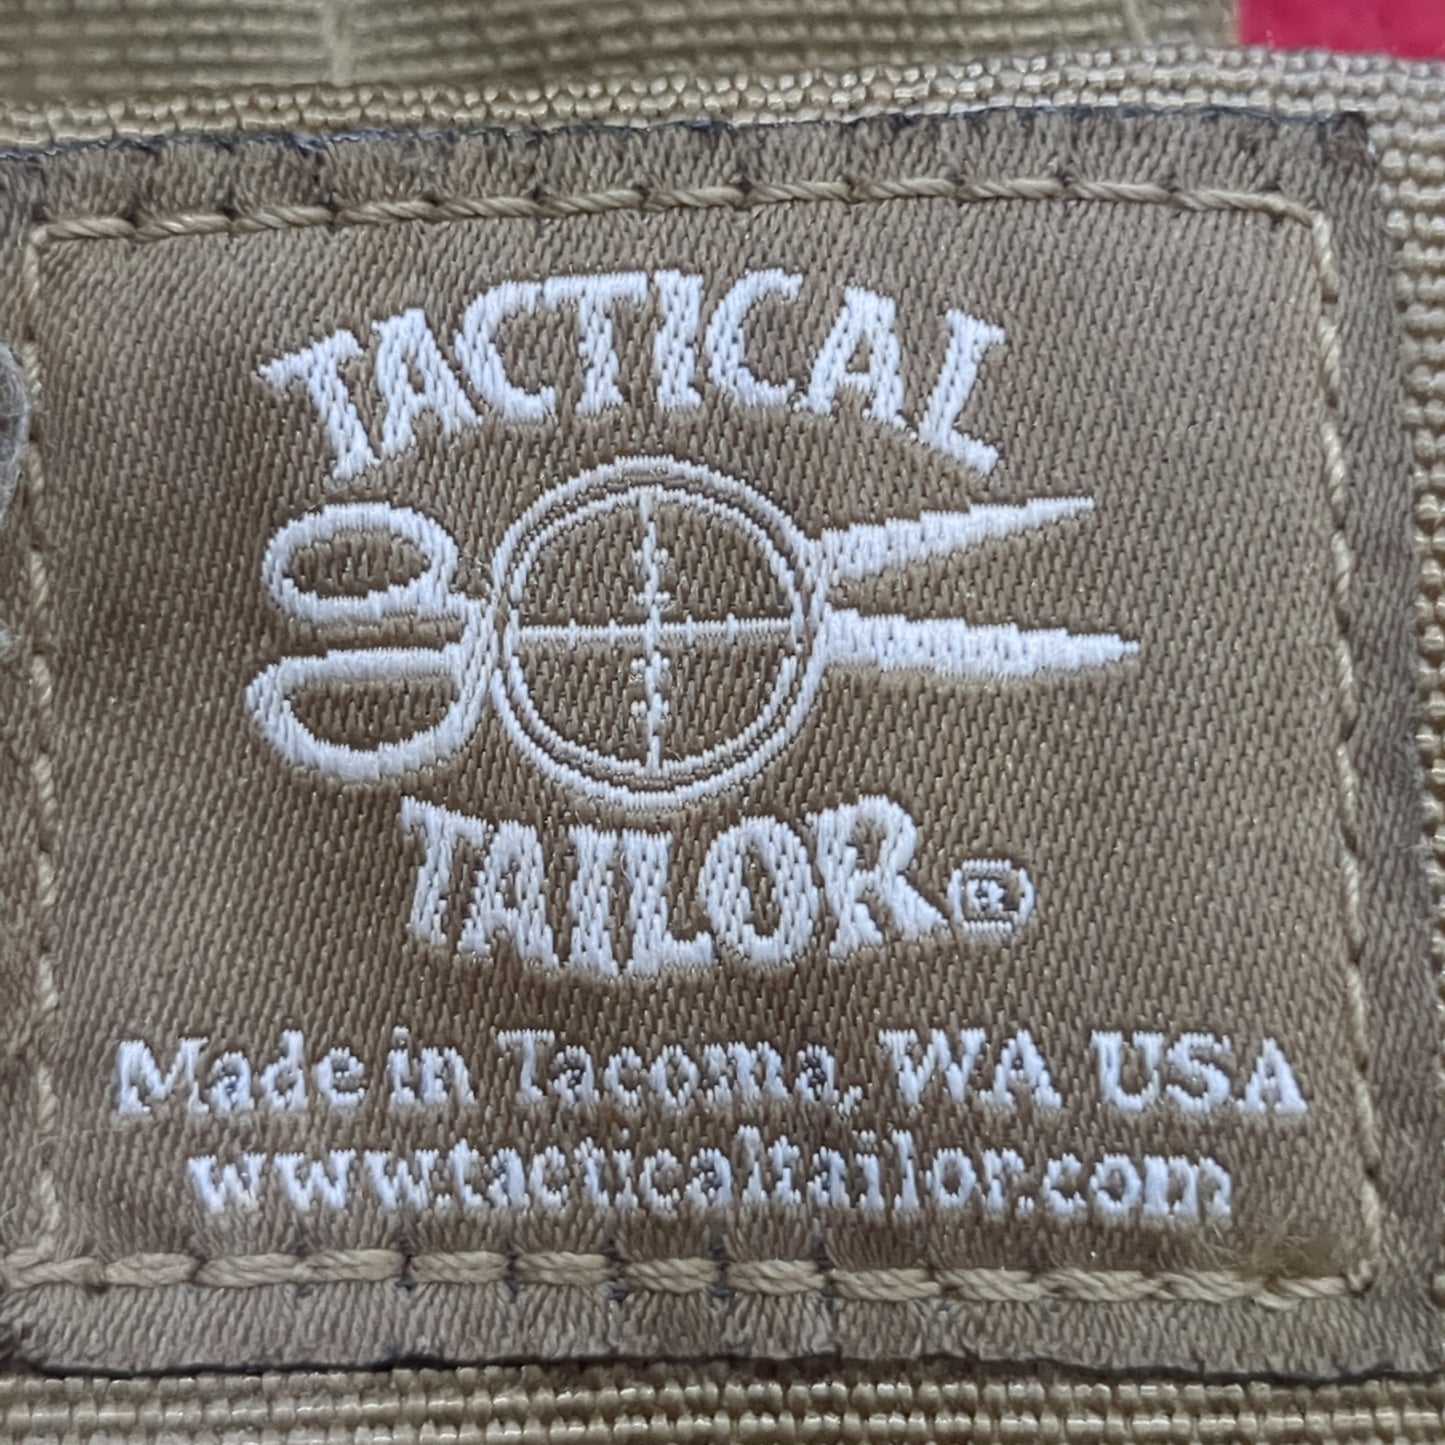 TACTICAL
TAILOR®
Made in Tacoma, WA USA
www.tacticaltailor.com